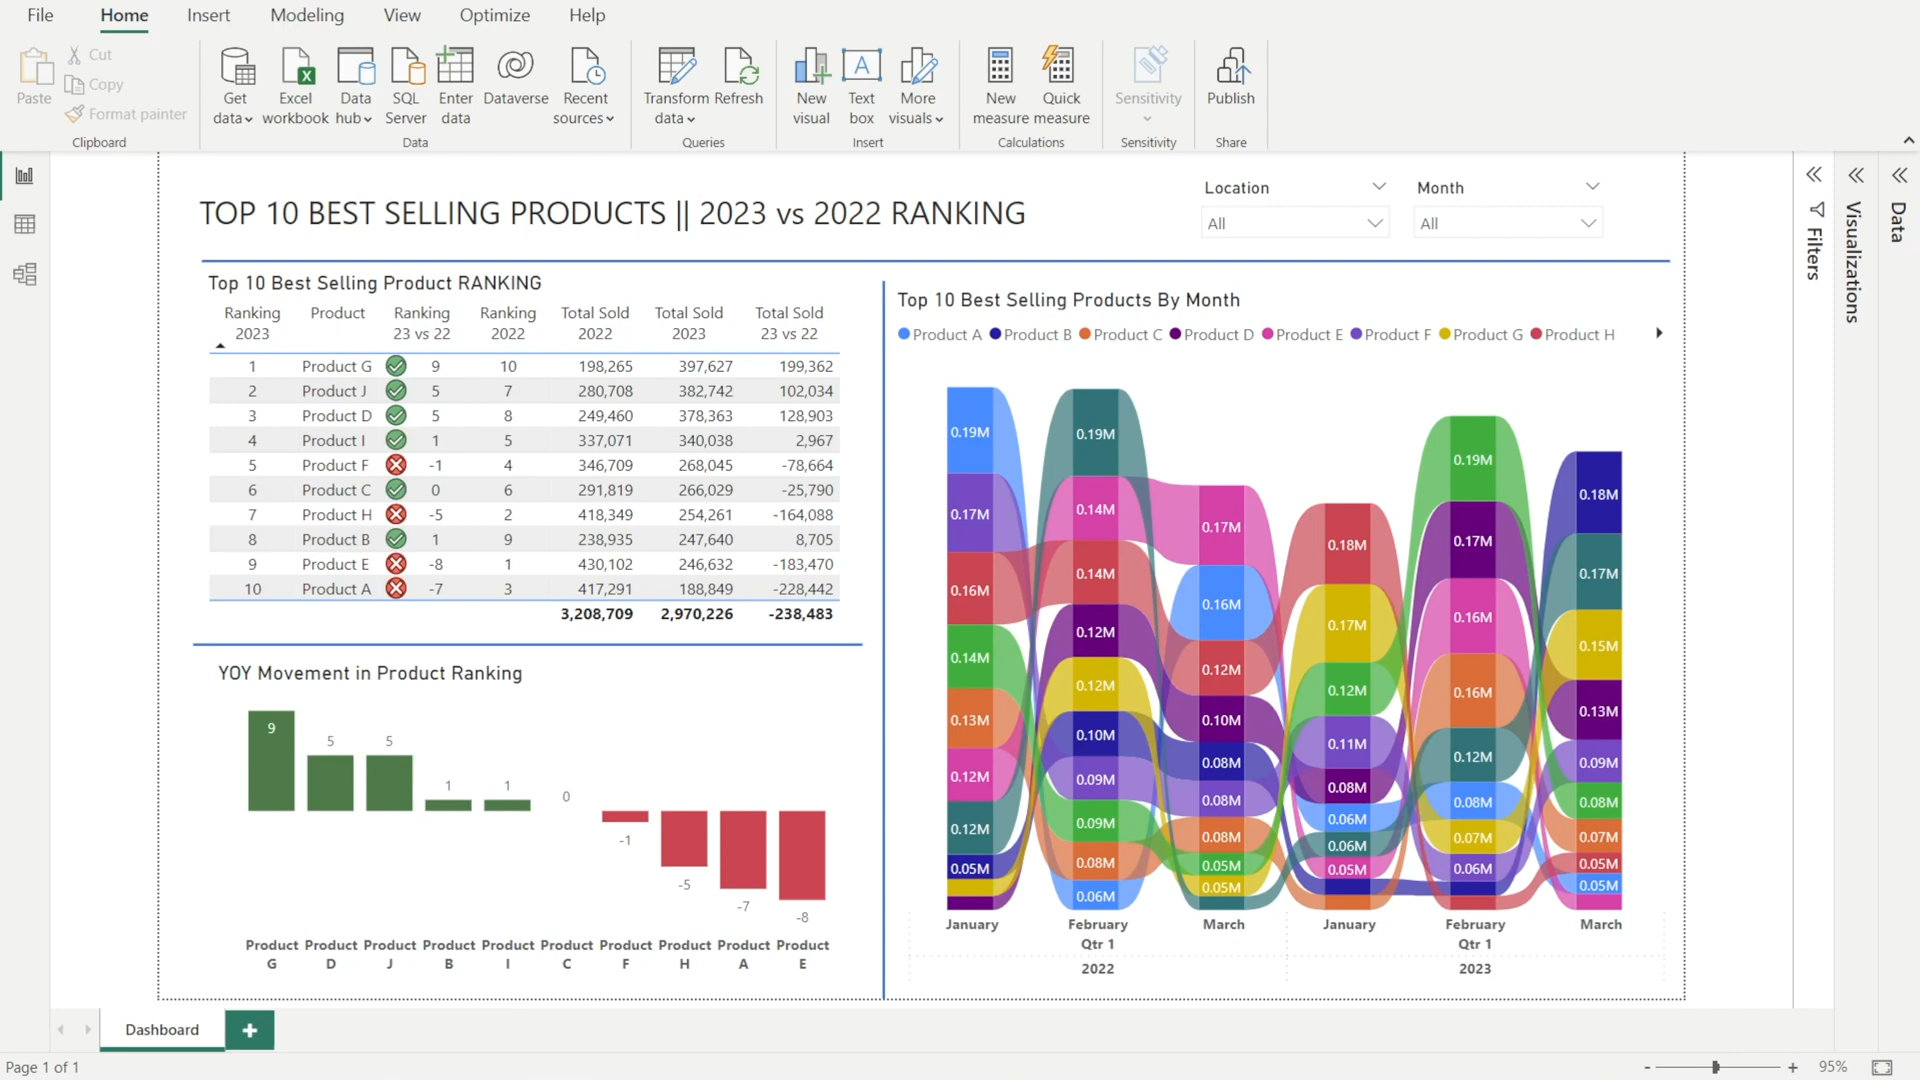 File Home Insert Modeling View Optimize Help
Paste
Cut
Copy
Format painter
Clipboard
Get data
Excel workbook
Data hub
SQL Server
Enter data
Dataverse
Recent sources
Data
Transform data
Refresh
Queries
New visual
Text box
More visuals
Insert
New measure
Quick measure
Calculations
Sensitivity
Sensitivity
Publish
Share
TOP 10 BEST SELLING PRODUCTS || 2023 vs 2022 RANKING
Location
All
Month
All
Filters
Visualizations
Data
Top 10 Best Selling Product RANKING
Ranking 2023 Product Ranking 23 vs 22 Ranking 2022 Total Sold 2022 Total Sold 2023 Total Sold 23 vs 22
1 Product G 9 10 198,265 397,627 199,362
2 Product J 5 7 280,708 382,742 102,034
3 Product D 5 8 249,460 378,363 128,903
4 Product I 1 5 337,071 340,038 2,967
5 Product F -1 4 346,709 268,045 -78,664
6 Product C 0 6 291,819 266,029 -25,790
7 Product H -5 2 418,349 254,261 -164,088
8 Product B 1 9 238,935 247,640 8,705
9 Product E -8 1 430,102 246,632 -183,470
10 Product A -7 3 417,291 188,849 -228,442
3,208,709 2,970,226 -238,483
YOY Movement in Product Ranking
9 5 5 1 1 0 -1 -5 -7 -8
Product G Product D Product J Product B Product I Product C Product F Product H Product A Product E
Top 10 Best Selling Products By Month
Product A Product B Product C Product D Product E Product F Product G Product H
0.19M
0.17M
0.16M
0.14M
0.13M
0.12M
0.12M
0.05M
0.19M
0.14M
0.14M
0.12M
0.12M
0.10M
0.09M
0.09M
0.08M
0.06M
0.17M
0.16M
0.12M
0.10M
0.08M
0.08M
0.08M
0.05M
0.05M
0.18M
0.17M
0.12M
0.11M
0.08M
0.06M
0.06M
0.05M
0.19M
0.17M
0.16M
0.16M
0.12M
0.08M
0.07M
0.06M
0.18M
0.17M
0.15M
0.13M
0.09M
0.08M
0.07M
0.05M
0.05M
January February March January February March
Qtr 1 Qtr 1
2022 2023
Dashboard
Page 1 of 1
95%